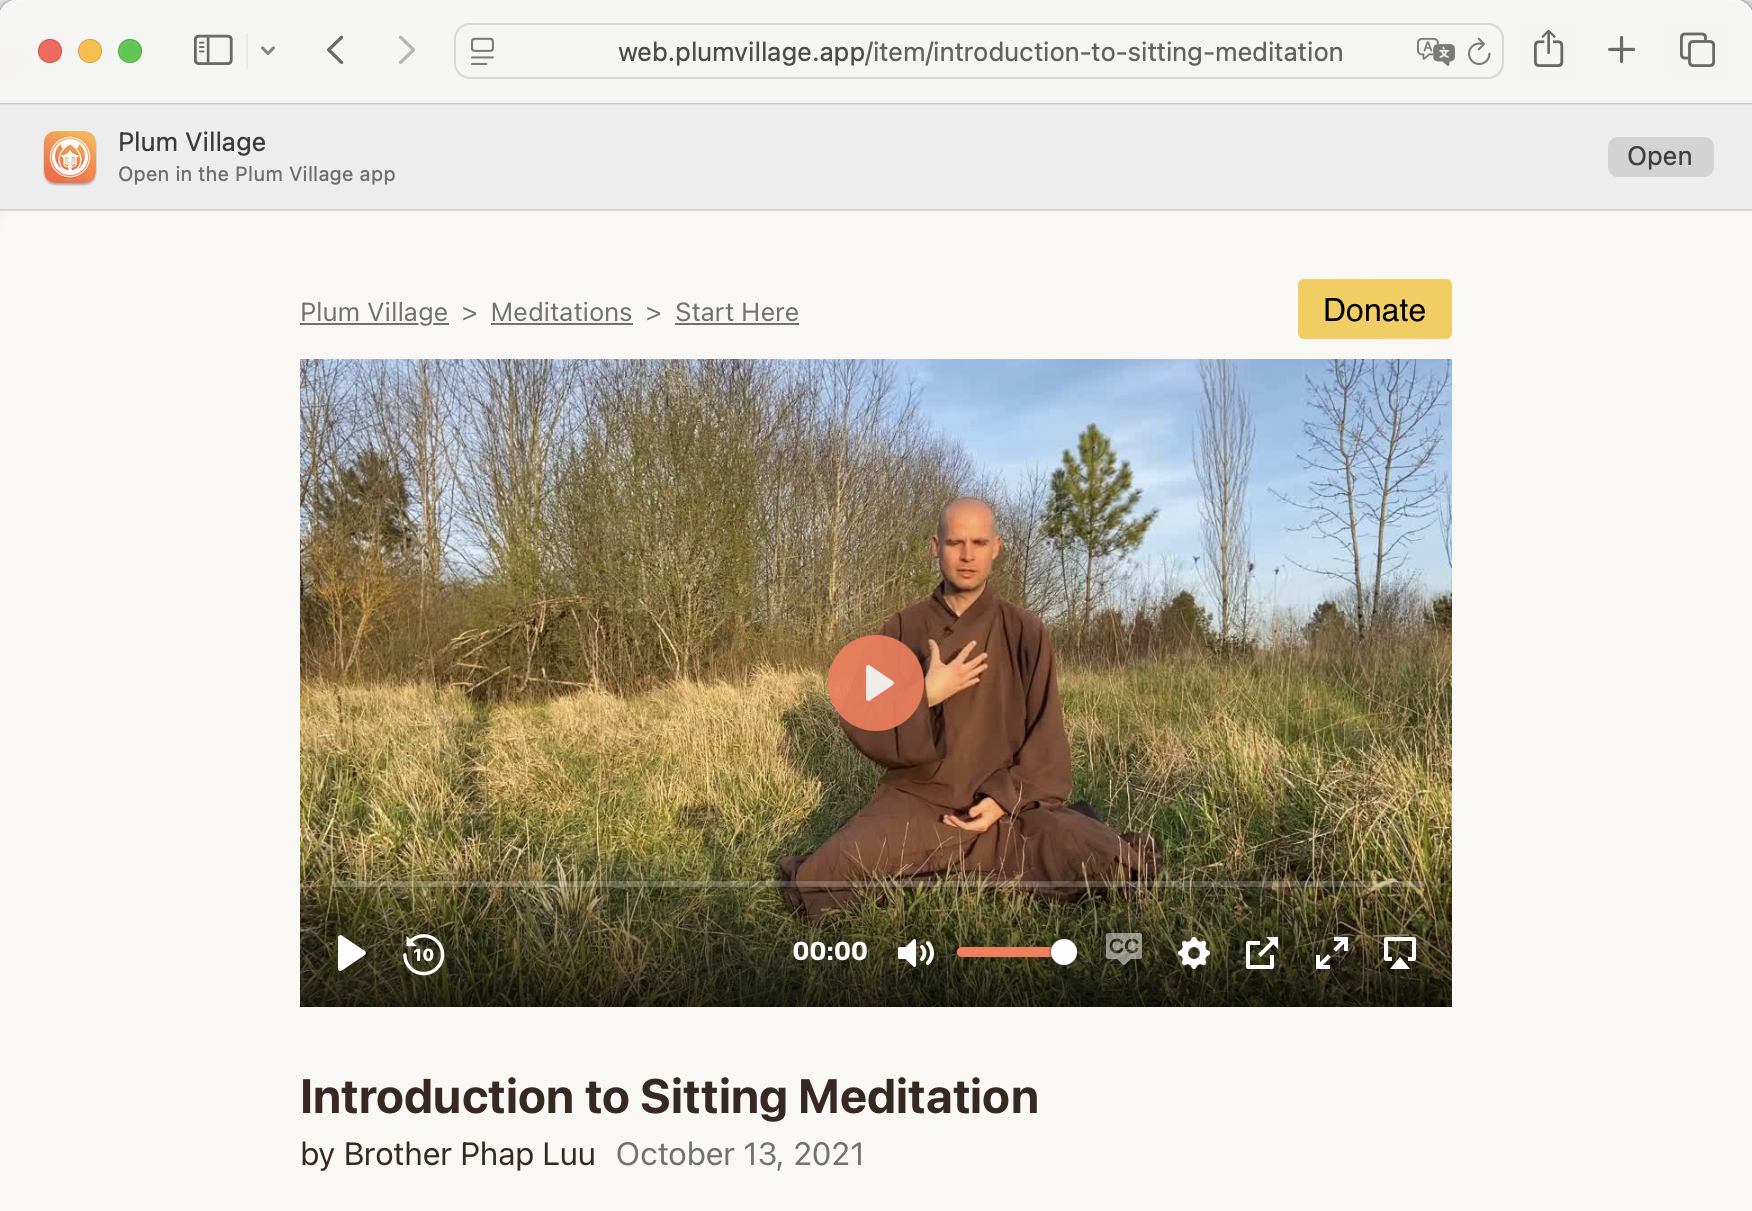 web.plumvillage.app/item/introduction-to-sitting-meditation
Plum Village
Open in the Plum Village app
Open
Plum Village > Meditations > Start Here
Donate
10
00:00
CC
Introduction to Sitting Meditation
by Brother Phap Luu October 13, 2021